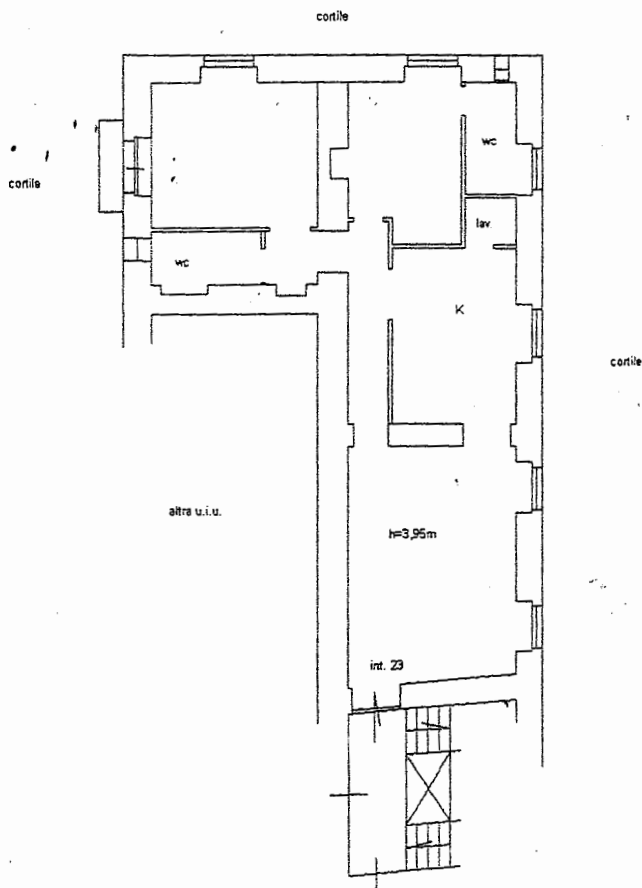 cortile
wc
cortile
lav.
wc
K
cortile
altra u.i.u.
h=3,95m
int. 23